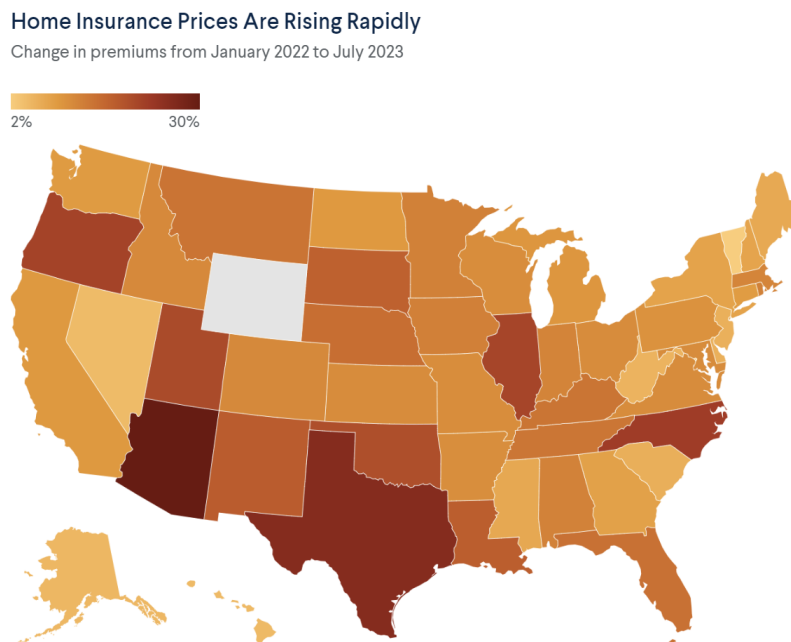 Home Insurance Prices Are Rising Rapidly
Change in premiums from January 2022 to July 2023
2% 30%